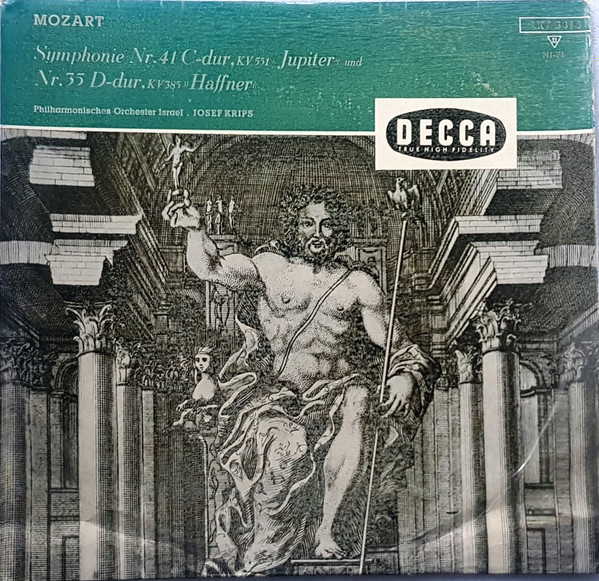 MOZART
Symphonie Nr. 41 C-dur, KV 551 „Jupiter“ und
Nr. 35 D-dur, KV 385 „Haffner“
Philharmonisches Orchester Israel . JOSEF KRIPS
DECCA
TRUE HIGH FIDELITY